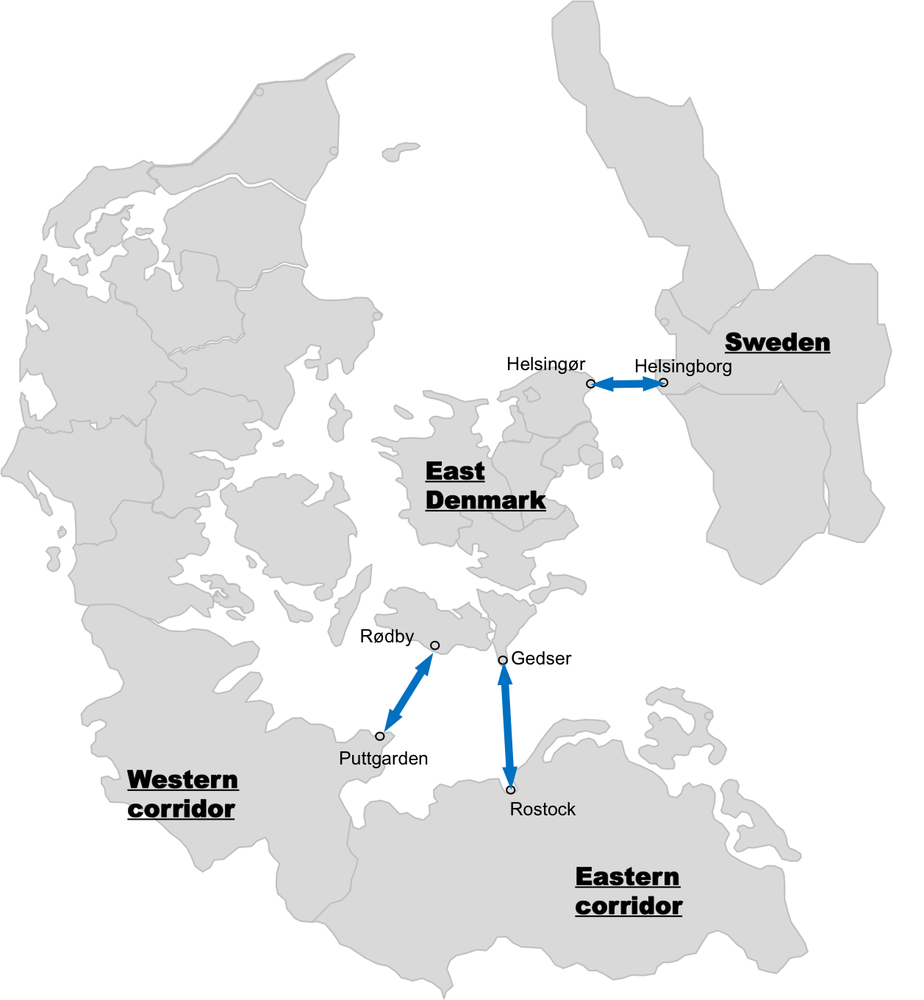 Sweden
Helsingør
Helsingborg
East
Denmark
Rødby
Gedser
Puttgarden
Western
corridor
Rostock
Eastern
corridor